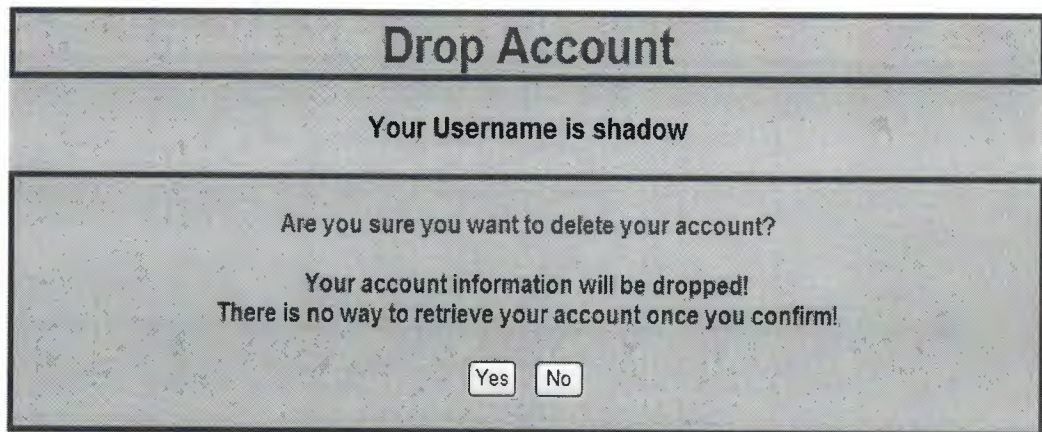 Drop Account
Your Username is shadow
Are you sure you want to delete your account?
Your account information will be dropped!
There is no way to retrieve your account once you confirm!
Yes No